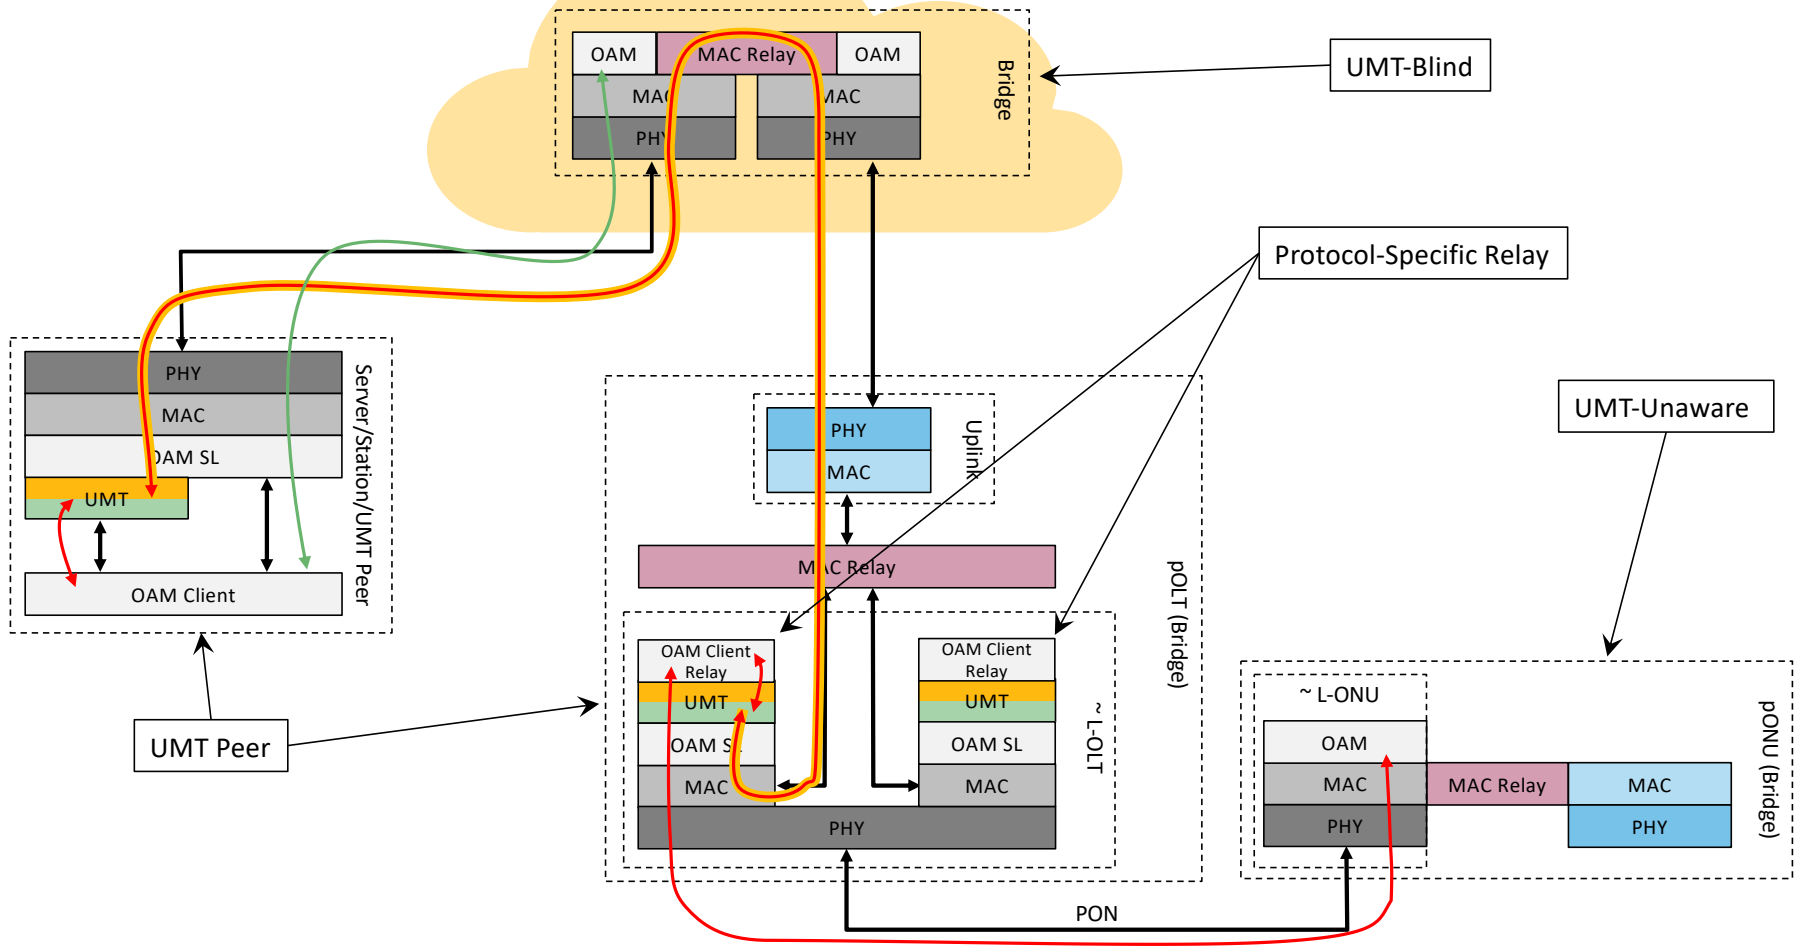 OAM
MAC Relay
OAM
MAC
MAC
PHY
PHY
Bridge
UMT-Blind
Protocol-Specific Relay
PHY
MAC
OAM SL
UMT
OAM Client
Server/Station/UMT Peer
UMT Peer
PHY
MAC
Uplink
MAC Relay
OAM Client
Relay
UMT
OAM SL
MAC
OAM Client
Relay
UMT
OAM SL
MAC
PHY
~ L-OLT
pOLT (Bridge)
PON
UMT-Unaware
~ L-ONU
OAM
MAC
PHY
MAC Relay
MAC
PHY
pONU (Bridge)